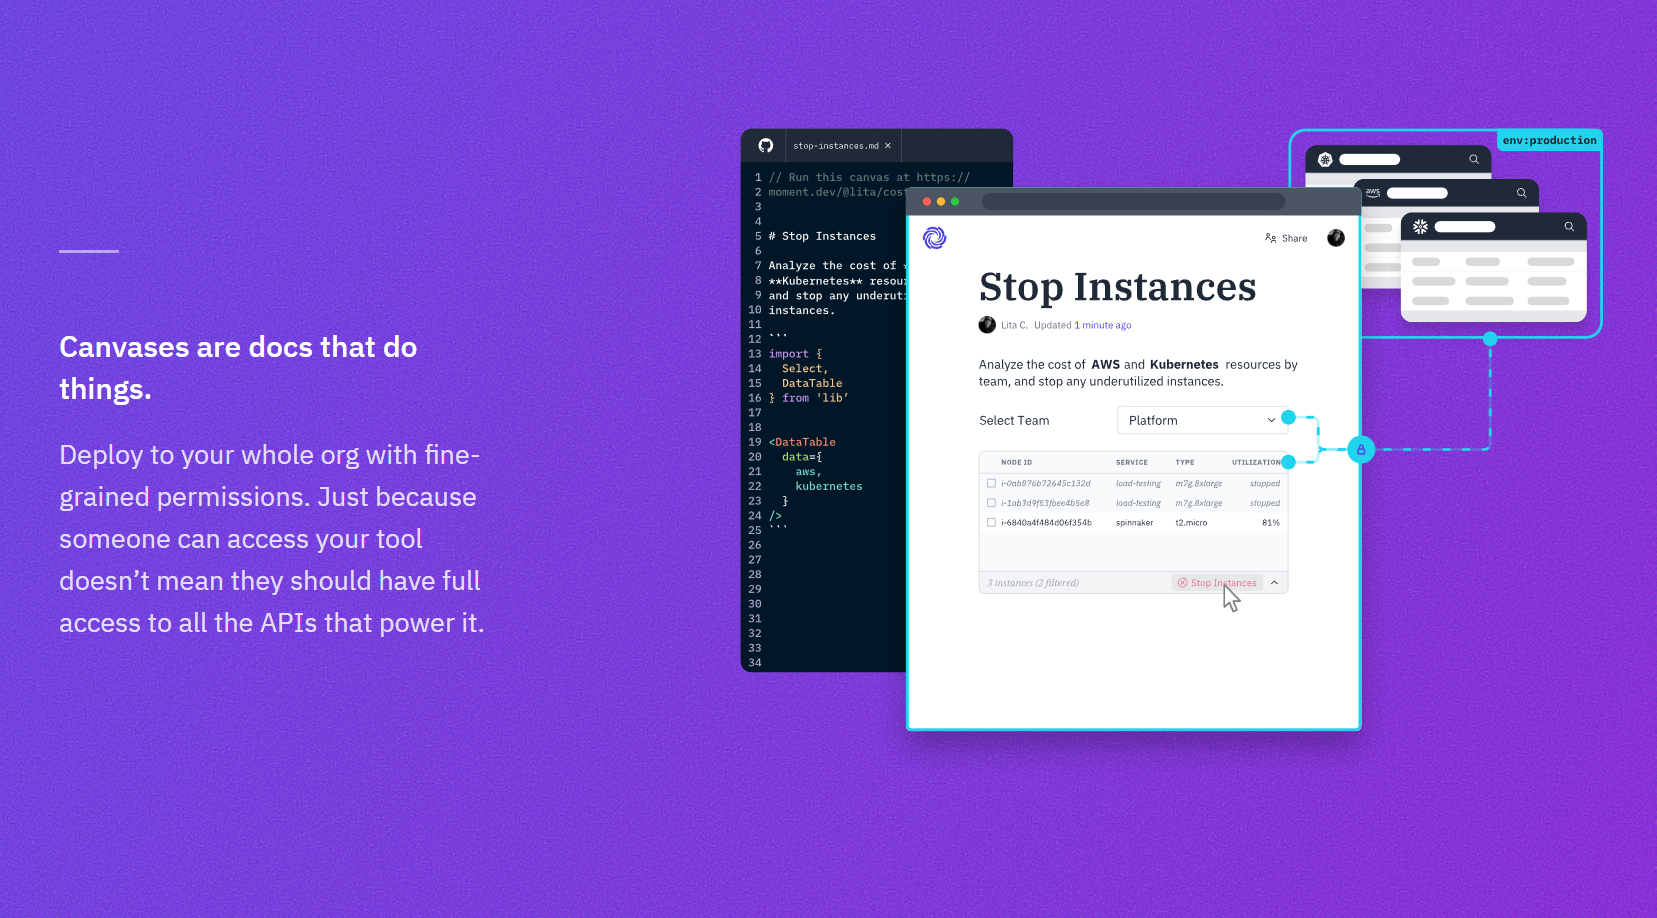 Canvases are docs that do
things.
Deploy to your whole org with fine-
grained permissions. Just because
someone can access your tool
doesn’t mean they should have full
access to all the APIs that power it.
stop-instances.md ×
1 // Run this canvas at https://
2 moment.dev/@lita/cost
3
4
5 # Stop Instances
6
7 Analyze the cost of
8 **Kubernetes** resour
9 and stop any underuti
10 instances.
11
12 ```
13 import {
14 Select,
15 DataTable
16 } from 'lib’
17
18
19 <DataTable
20 data={
21 aws,
22 kubernetes
23 }
24 />
25 ```
26
27
28
29
30
31
32
33
34
Share
Stop Instances
Lita C. Updated 1 minute ago
Analyze the cost of AWS and Kubernetes resources by
team, and stop any underutilized instances.
Select Team Platform
NODE ID SERVICE TYPE UTILIZATION
i-0ab876b72645c132d load-testing m7g.8xlarge stopped
i-1ab3d9f53fbee4b5e8 load-testing m7g.8xlarge stopped
i-6840a4f484d06f354b spinnaker t2.micro 81%
3 instances (2 filtered) Stop Instances
env:production
aws